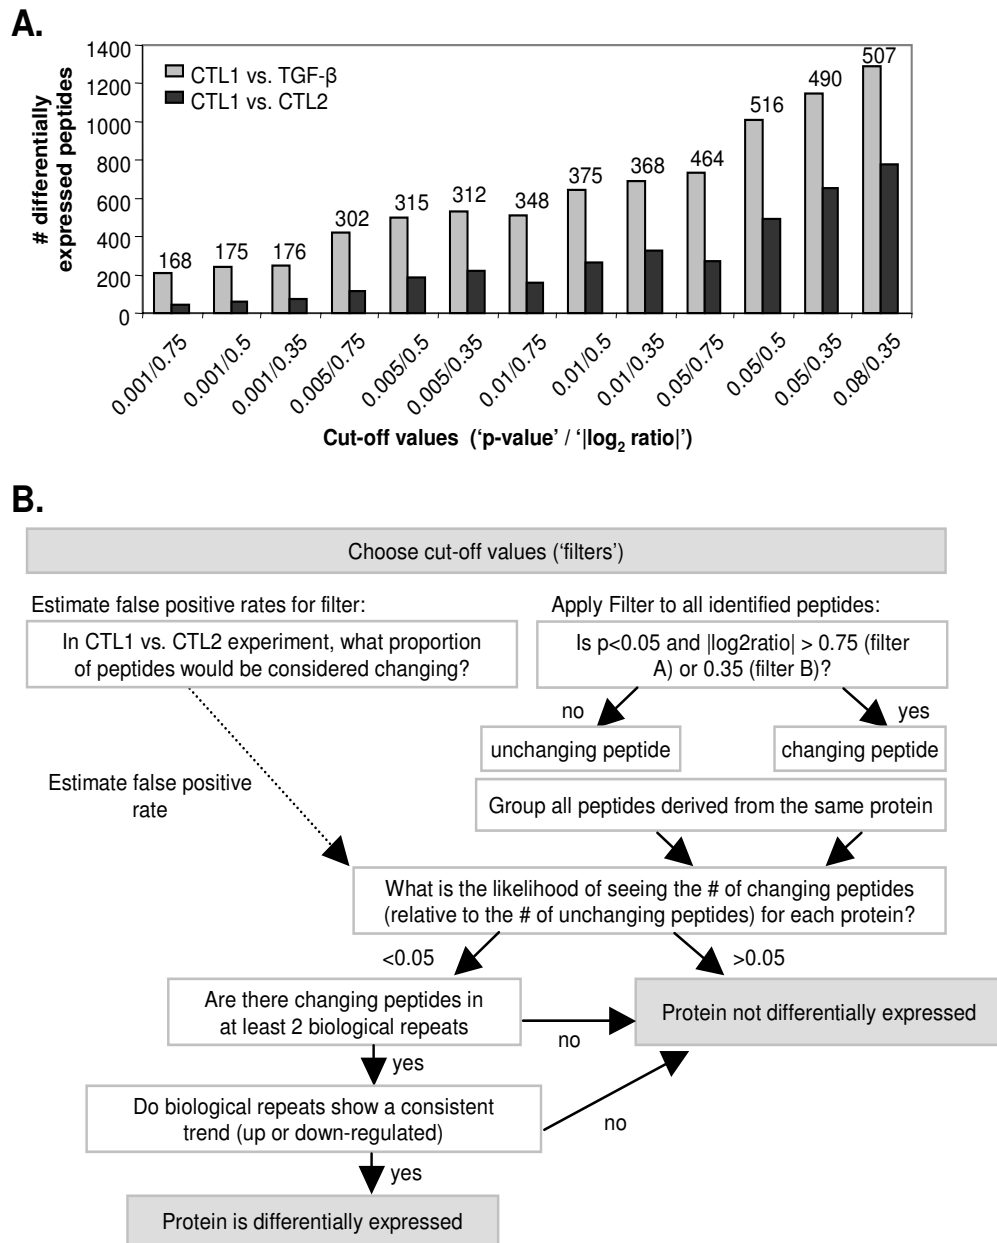 A.
1400
1200
1000
800
600
400
200
0
# differentially
expressed peptides
CTL1 vs. TGF-β
CTL1 vs. CTL2
168
175
176
302
315
312
348
375
368
464
516
490
507
0.001/0.75
0.001/0.5
0.001/0.35
0.005/0.75
0.005/0.5
0.005/0.35
0.01/0.75
0.01/0.5
0.01/0.35
0.05/0.75
0.05/0.5
0.05/0.35
0.08/0.35
Cut-off values ('p-value' / '|log2 ratio|')
B.
Choose cut-off values ('filters')
Estimate false positive rates for filter:
In CTL1 vs. CTL2 experiment, what proportion
of peptides would be considered changing?
Apply Filter to all identified peptides:
Is p<0.05 and |log2ratio| > 0.75 (filter
A) or 0.35 (filter B)?
no
yes
unchanging peptide
changing peptide
Estimate false positive
rate
Group all peptides derived from the same protein
What is the likelihood of seeing the # of changing peptides
(relative to the # of unchanging peptides) for each protein?
<0.05
>0.05
Are there changing peptides in
at least 2 biological repeats
no
Protein not differentially expressed
yes
Do biological repeats show a consistent
trend (up or down-regulated)
no
yes
Protein is differentially expressed